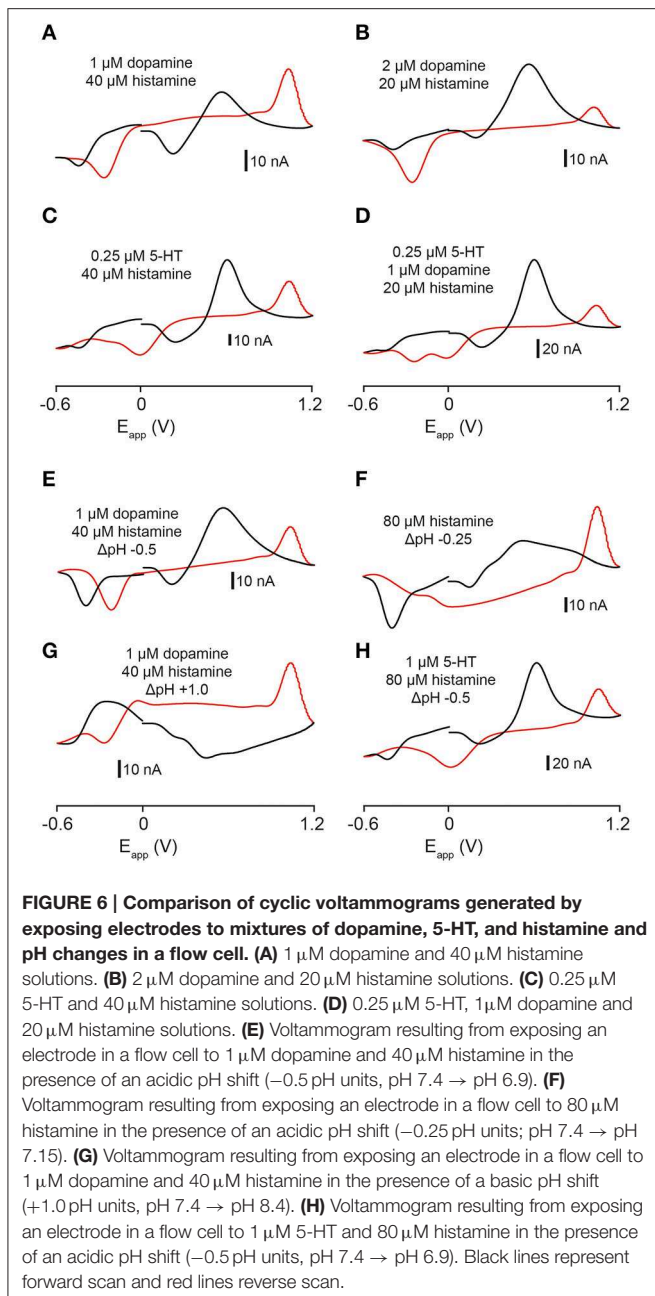 A
1 µM dopamine
40 µM histamine
10 nA
B
2 µM dopamine
20 µM histamine
10 nA
C
0.25 µM 5-HT
40 µM histamine
10 nA
D
0.25 µM 5-HT
1 µM dopamine
20 µM histamine
20 nA
-0.6 0 1.2
E app (V)
-0.6 0 1.2
E app (V)
E
1 µM dopamine
40 µM histamine
ΔpH -0.5
10 nA
F
80 µM histamine
ΔpH -0.25
10 nA
G
1 µM dopamine
40 µM histamine
ΔpH +1.0
10 nA
H
1 µM 5-HT
80 µM histamine
ΔpH -0.5
20 nA
-0.6 0 1.2
E app (V)
-0.6 0 1.2
E app (V)
FIGURE 6 | Comparison of cyclic voltammograms generated by
exposing electrodes to mixtures of dopamine, 5-HT, and histamine and
pH changes in a flow cell. (A) 1 µM dopamine and 40 µM histamine
solutions. (B) 2 µM dopamine and 20 µM histamine solutions. (C) 0.25 µM
5-HT and 40 µM histamine solutions. (D) 0.25 µM 5-HT, 1µM dopamine and
20 µM histamine solutions. (E) Voltammogram resulting from exposing an
electrode in a flow cell to 1 µM dopamine and 40 µM histamine in the
presence of an acidic pH shift (−0.5 pH units, pH 7.4 → pH 6.9). (F)
Voltammogram resulting from exposing an electrode in a flow cell to 80 µM
histamine in the presence of an acidic pH shift (−0.25 pH units; pH 7.4 → pH
7.15). (G) Voltammogram resulting from exposing an electrode in a flow cell to
1 µM dopamine and 40 µM histamine in the presence of a basic pH shift
(+1.0 pH units, pH 7.4 → pH 8.4). (H) Voltammogram resulting from exposing
an electrode in a flow cell to 1 µM 5-HT and 80 µM histamine in the presence
of an acidic pH shift (−0.5 pH units, pH 7.4 → pH 6.9). Black lines represent
forward scan and red lines reverse scan.